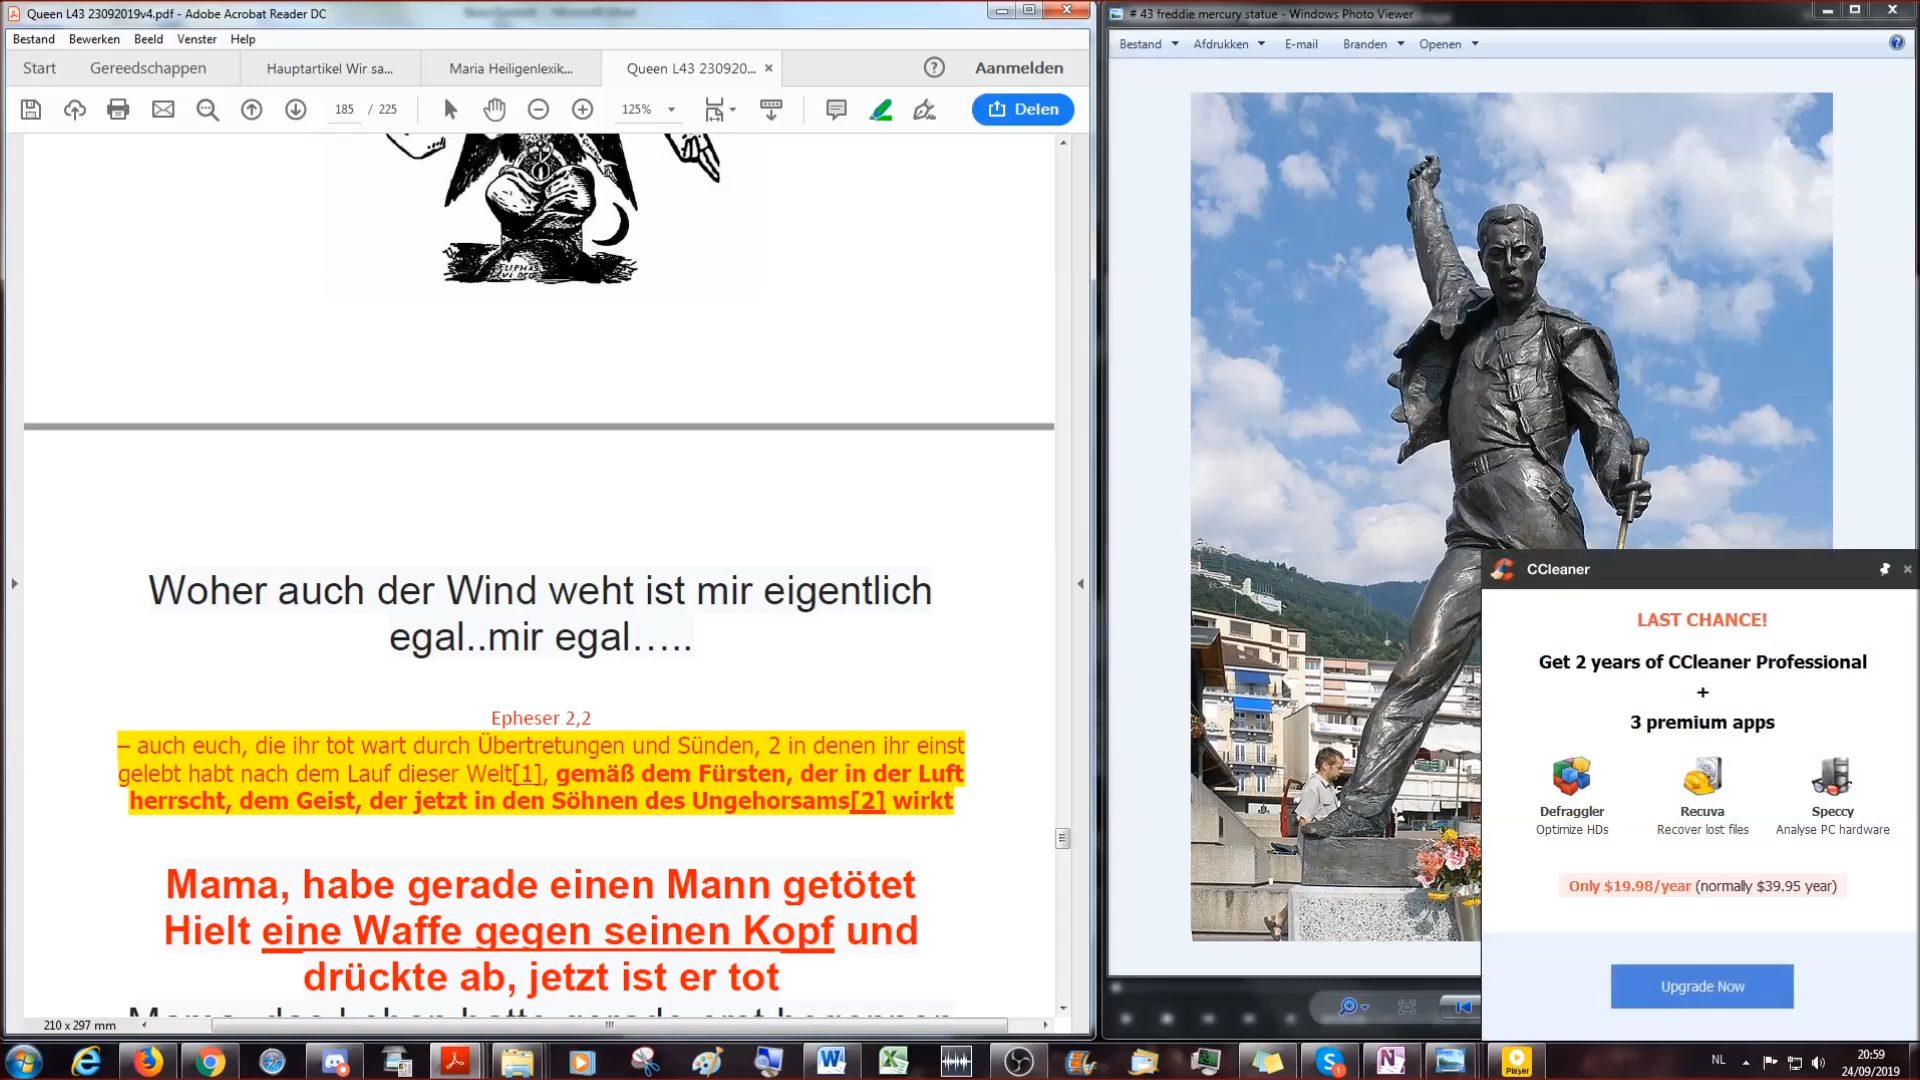 Queen L43 23092019v4.pdf - Adobe Acrobat Reader DC
Bestand Bewerken Beeld Venster Help
Start Gereedschappen Hauptartikel Wir sa... Maria Heiligenlexik... Queen L43 230920... Aanmelden
185 / 225 125% Delen
ELIPHAS
Woher auch der Wind weht ist mir eigentlich
egal..mir egal…..
Epheser 2,2
– auch euch, die ihr tot wart durch Übertretungen und Sünden, 2 in denen ihr einst
gelebt habt nach dem Lauf dieser Welt[1], gemäß dem Fürsten, der in der Luft
herrscht, dem Geist, der jetzt in den Söhnen des Ungehorsams[2] wirkt
Mama, habe gerade einen Mann getötet
Hielt eine Waffe gegen seinen Kopf und
drückte ab, jetzt ist er tot
210 x 297 mm
# 43 freddie mercury statue - Windows Photo Viewer
Bestand Afdrukken E-mail Branden Openen
CCleaner
LAST CHANCE!
Get 2 years of CCleaner Professional
+
3 premium apps
Defraggler Recuva Speccy
Optimize HDs Recover lost files Analyse PC hardware
Only $19.98/year (normally $39.95 year)
Upgrade Now
Player
NL
20:59
24/09/2019